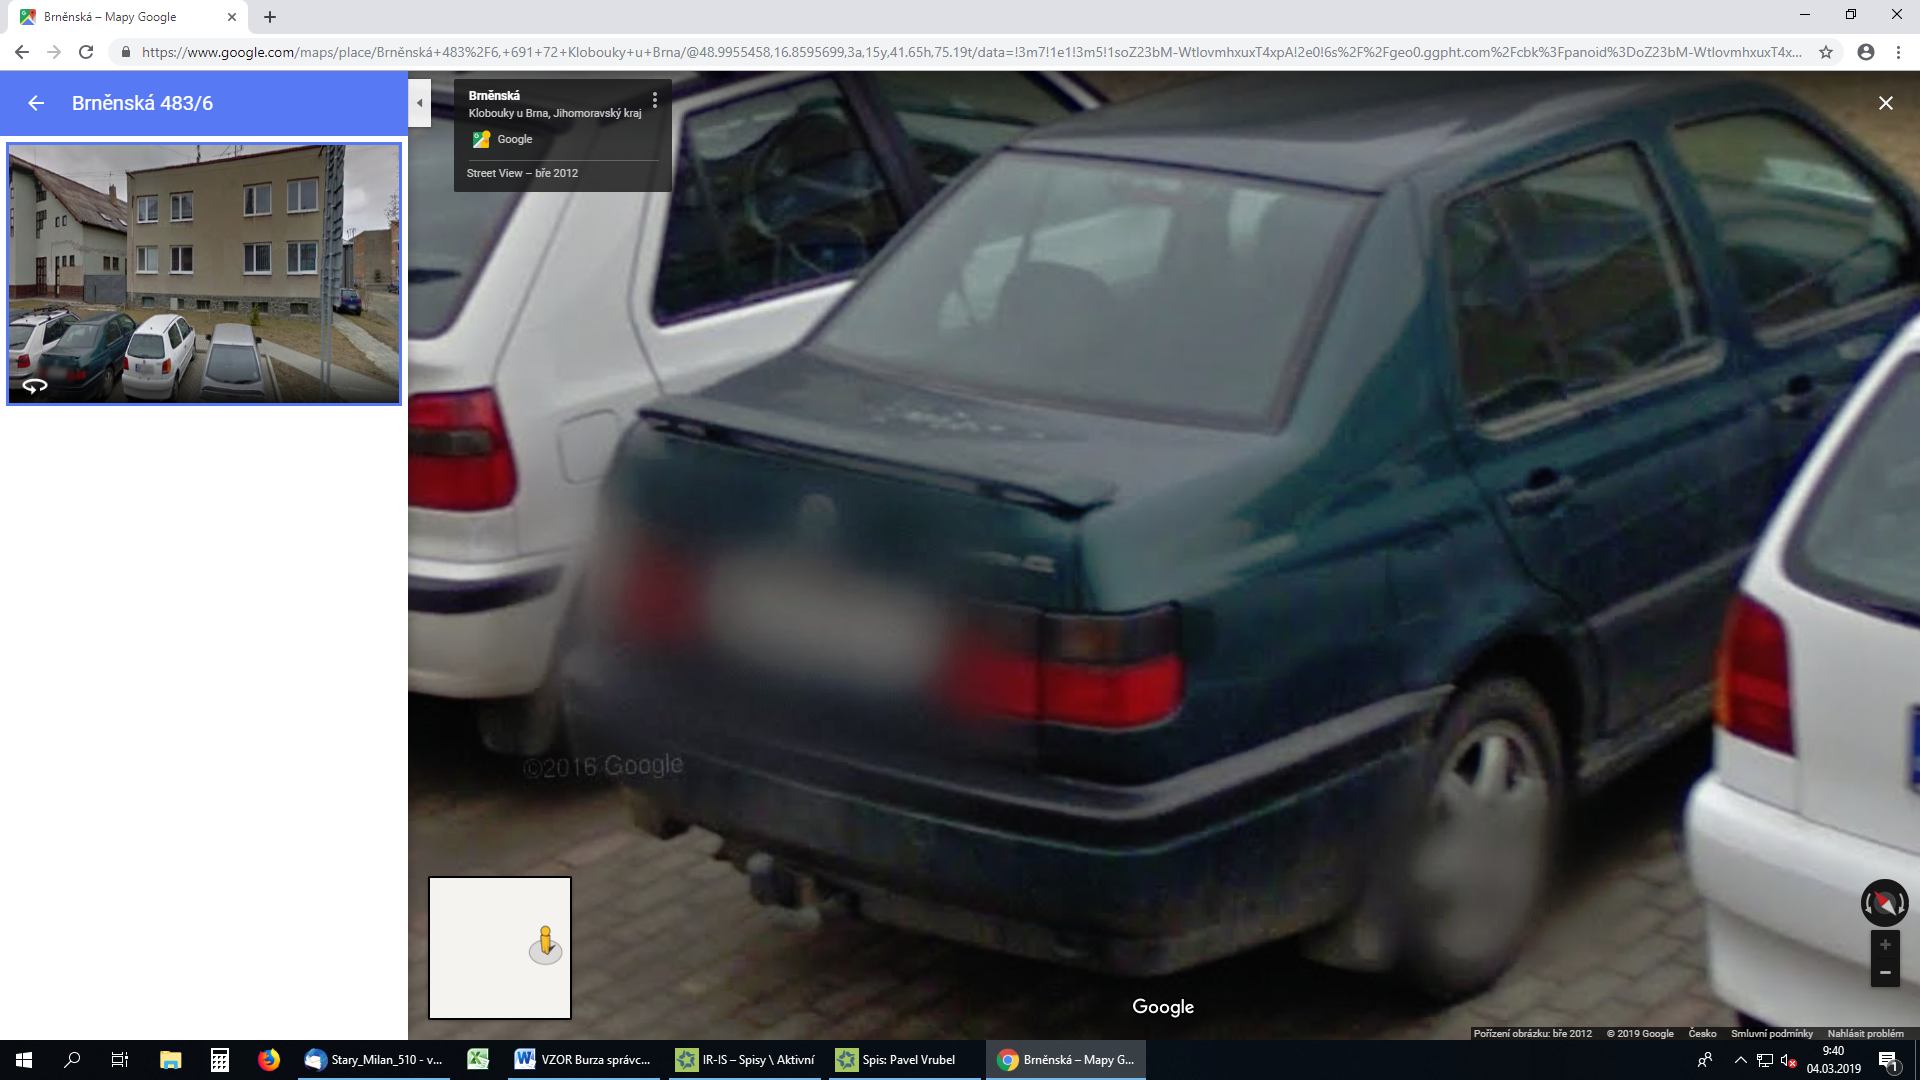 Brněnská – Mapy Google
https://www.google.com/maps/place/Brněnská+483%2F6,+691+72+Klobouky+u+Brna/@48.9955458,16.8595699,3a,15y,41.65h,75.19t/data=!3m7!1e1!3m5!1soZ23bM-WtlovmhxuxT4xpA!2e0!6s%2F%2Fgeo0.ggpht.com%2Fcbk%3Fpanoid%3DoZ23bM-WtlovmhxuxT4x...
Brněnská 483/6
Brněnská
Klobouky u Brna, Jihomoravský kraj
Google
Street View – bře 2012
©2016 Google
Google
Pořízení obrázku: bře 2012 © 2019 Google Česko Smluvní podmínky Nahlásit problém
Stary_Milan_510 - v... VZOR Burza správc... IR-IS – Spisy \ Aktivní Spis: Pavel Vrubel Brněnská – Mapy G...
9:40
04.03.2019
1